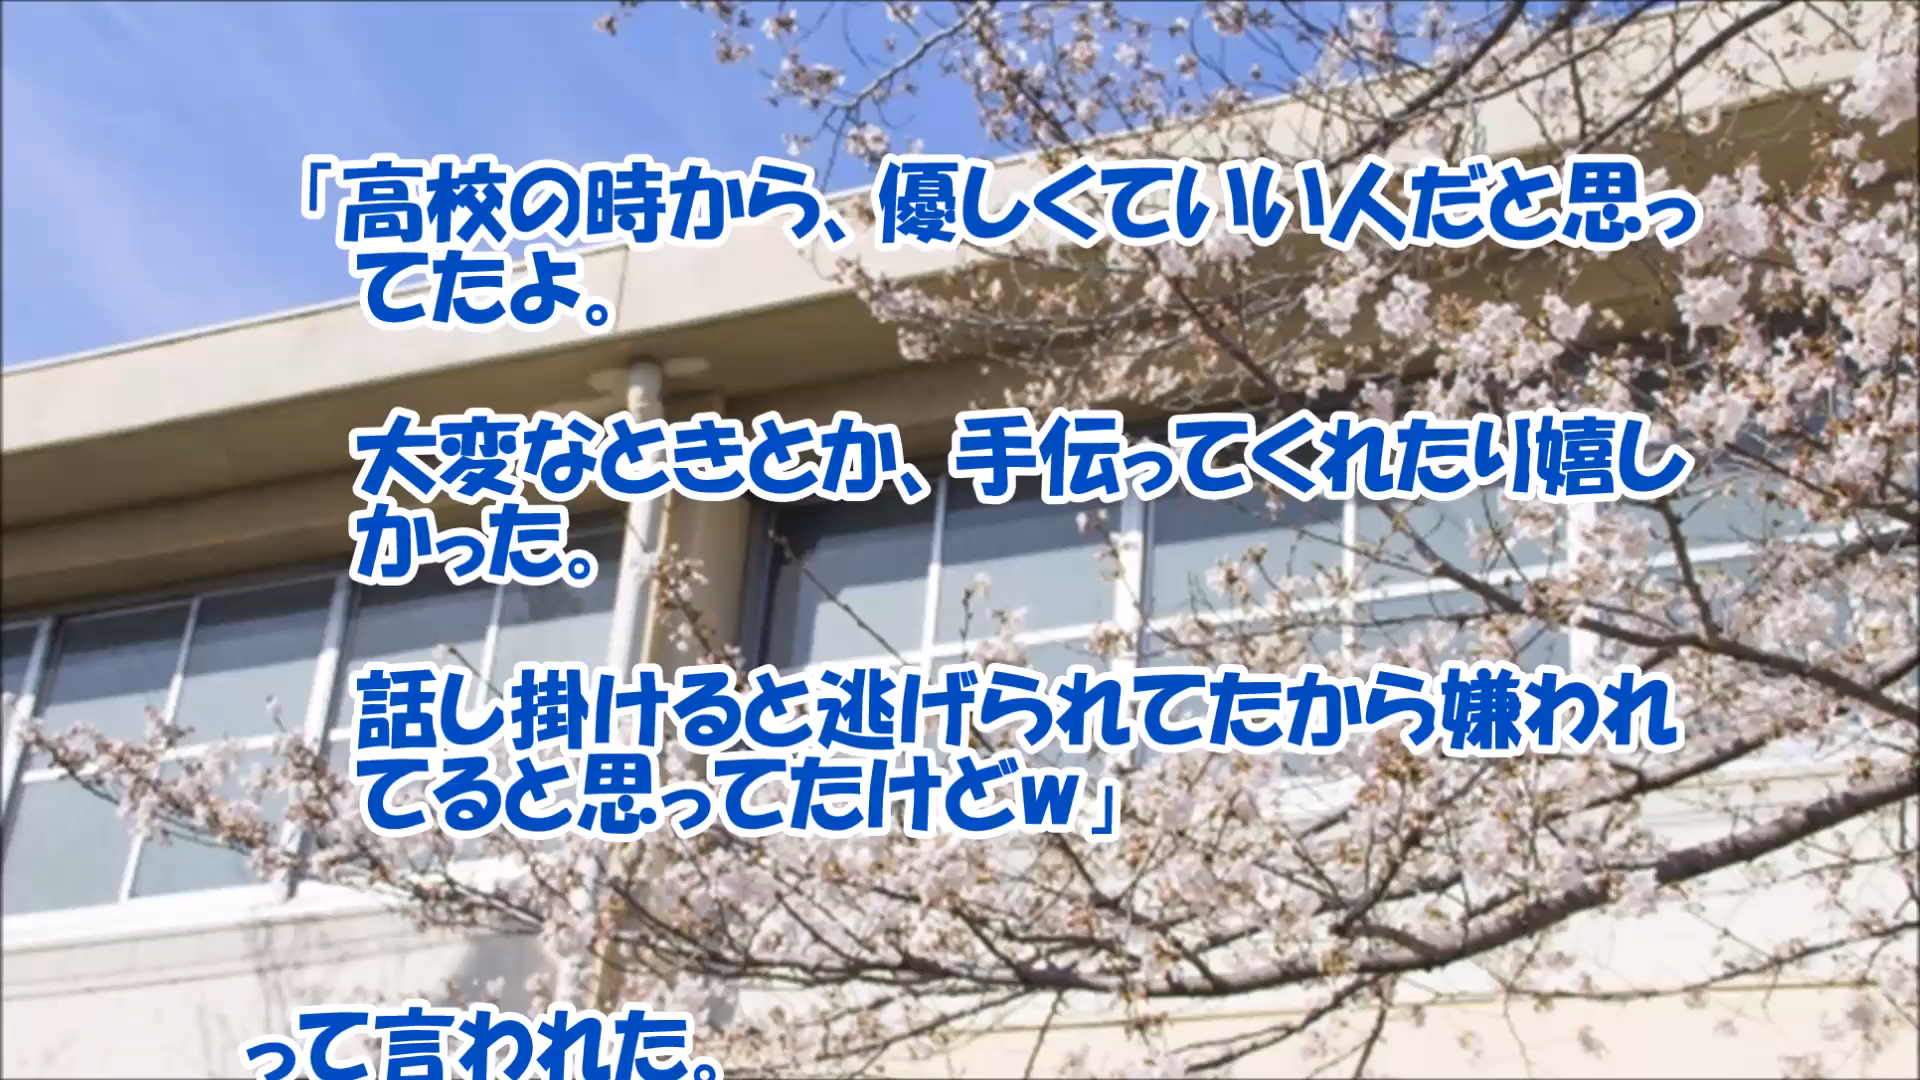 「高校の時から、優しくていい人だと思っ
てたよ。
大変なときとか、手伝ってくれたり嬉し
かった。
話し掛けると逃げられてたから嫌われ
てると思ってたけどw」
って言われた。